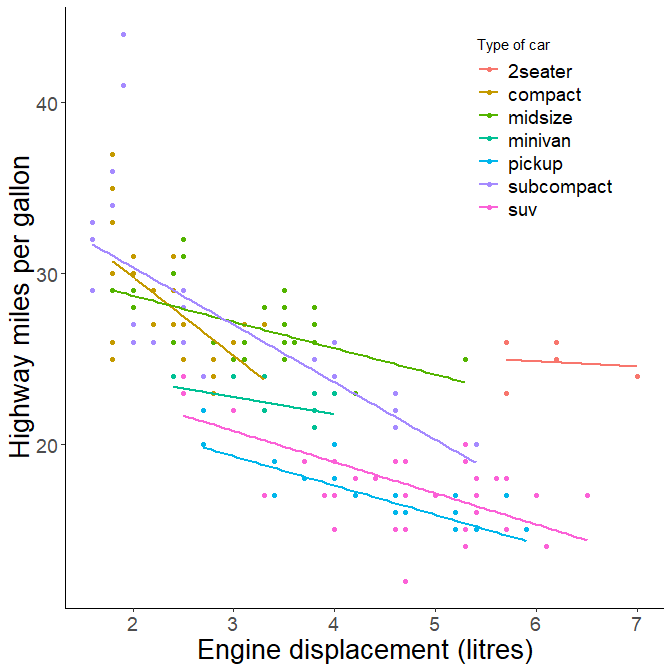 Type of car
2seater
compact
midsize
minivan
pickup
subcompact
suv
40
30
20
Highway miles per gallon
2 3 4 5 6 7
Engine displacement (litres)